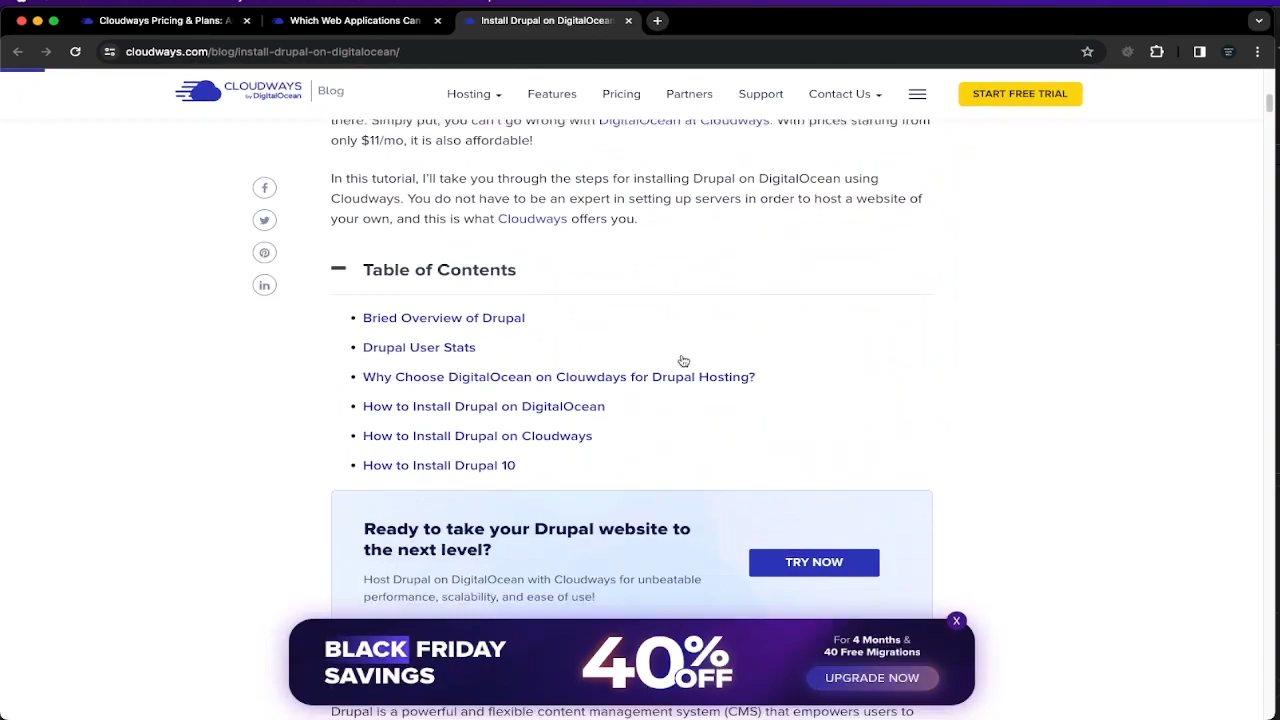 Cloudways Pricing & Plans: A
Which Web Applications Can
Install Drupal on DigitalOcean
cloudways.com/blog/install-drupal-on-digitalocean/
CLOUDWAYS
by DigitalOcean
Blog
Hosting
Features
Pricing
Partners
Support
Contact Us
START FREE TRIAL
there. Simply put, you can't go wrong with DigitalOcean at Cloudways. With prices starting from
only $11/mo, it is also affordable!
In this tutorial, I'll take you through the steps for installing Drupal on DigitalOcean using
Cloudways. You do not have to be an expert in setting up servers in order to host a website of
your own, and this is what Cloudways offers you.
Table of Contents
• Bried Overview of Drupal
• Drupal User Stats
• Why Choose DigitalOcean on Clouwdays for Drupal Hosting?
• How to Install Drupal on DigitalOcean
• How to Install Drupal on Cloudways
• How to Install Drupal 10
Ready to take your Drupal website to
the next level?
Host Drupal on DigitalOcean with Cloudways for unbeatable
performance, scalability, and ease of use!
TRY NOW
BLACK FRIDAY
SAVINGS
40% OFF
For 4 Months &
40 Free Migrations
UPGRADE NOW
X
Drupal is a powerful and flexible content management system (CMS) that empowers users to